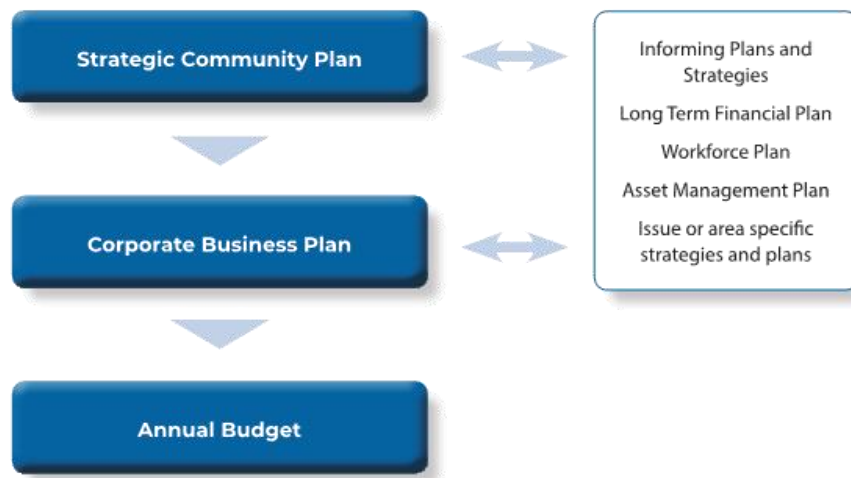 Strategic Community Plan
Informing Plans and
Strategies
Long Term Financial Plan
Workforce Plan
Asset Management Plan
Issue or area specific
strategies and plans
Corporate Business Plan
Annual Budget